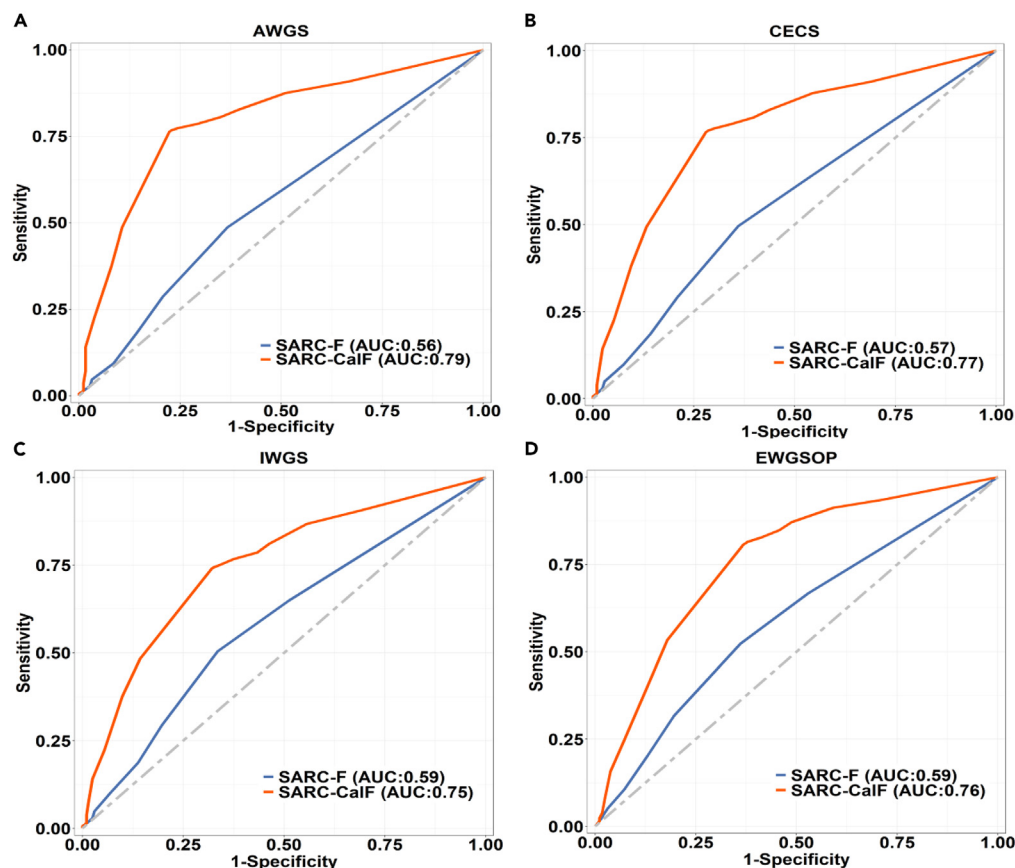 A
AWGS
1.00
0.75
0.50
0.25
0.00
Sensitivity
SARC-F (AUC:0.56)
SARC-CalF (AUC:0.79)
0.00 0.25 0.50 0.75 1.00
1-Specificity
B
CECS
1.00
0.75
0.50
0.25
0.00
Sensitivity
SARC-F (AUC:0.57)
SARC-CalF (AUC:0.77)
0.00 0.25 0.50 0.75 1.00
1-Specificity
C
IWGS
1.00
0.75
0.50
0.25
0.00
Sensitivity
SARC-F (AUC:0.59)
SARC-CalF (AUC:0.75)
0.00 0.25 0.50 0.75 1.00
1-Specificity
D
EWGSOP
1.00
0.75
0.50
0.25
0.00
Sensitivity
SARC-F (AUC:0.59)
SARC-CalF (AUC:0.76)
0.00 0.25 0.50 0.75 1.00
1-Specificity